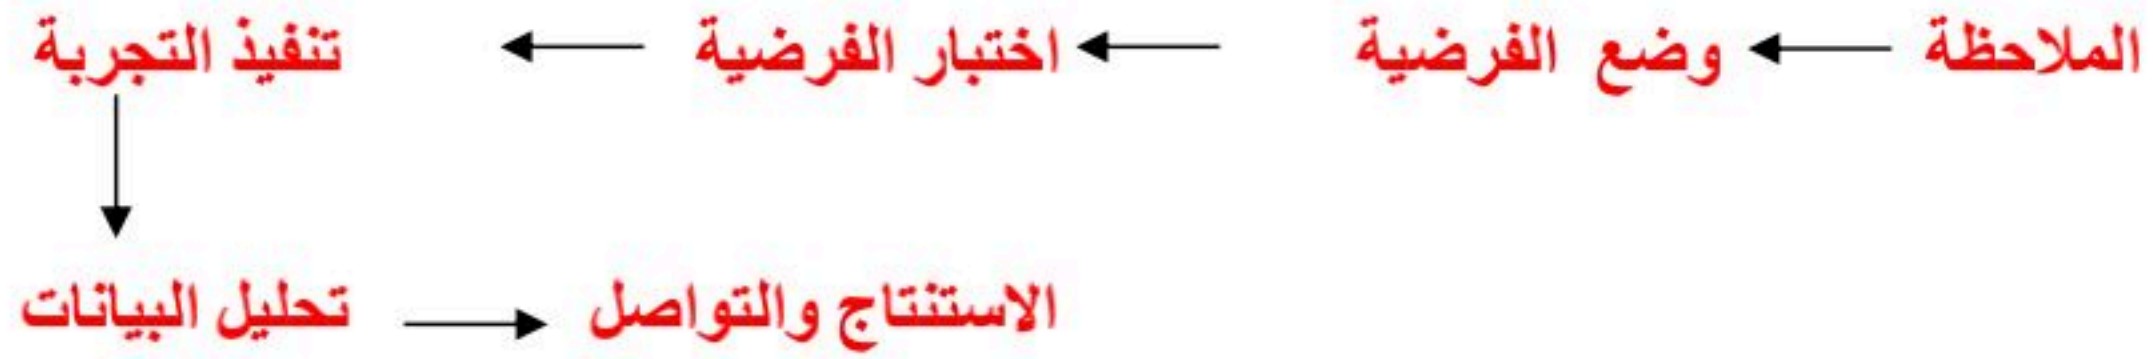 الملاحظة وضع الفرضية اختبار الفرضية تنفيذ التجربة
تحليل البيانات الاستنتاج والتواصل